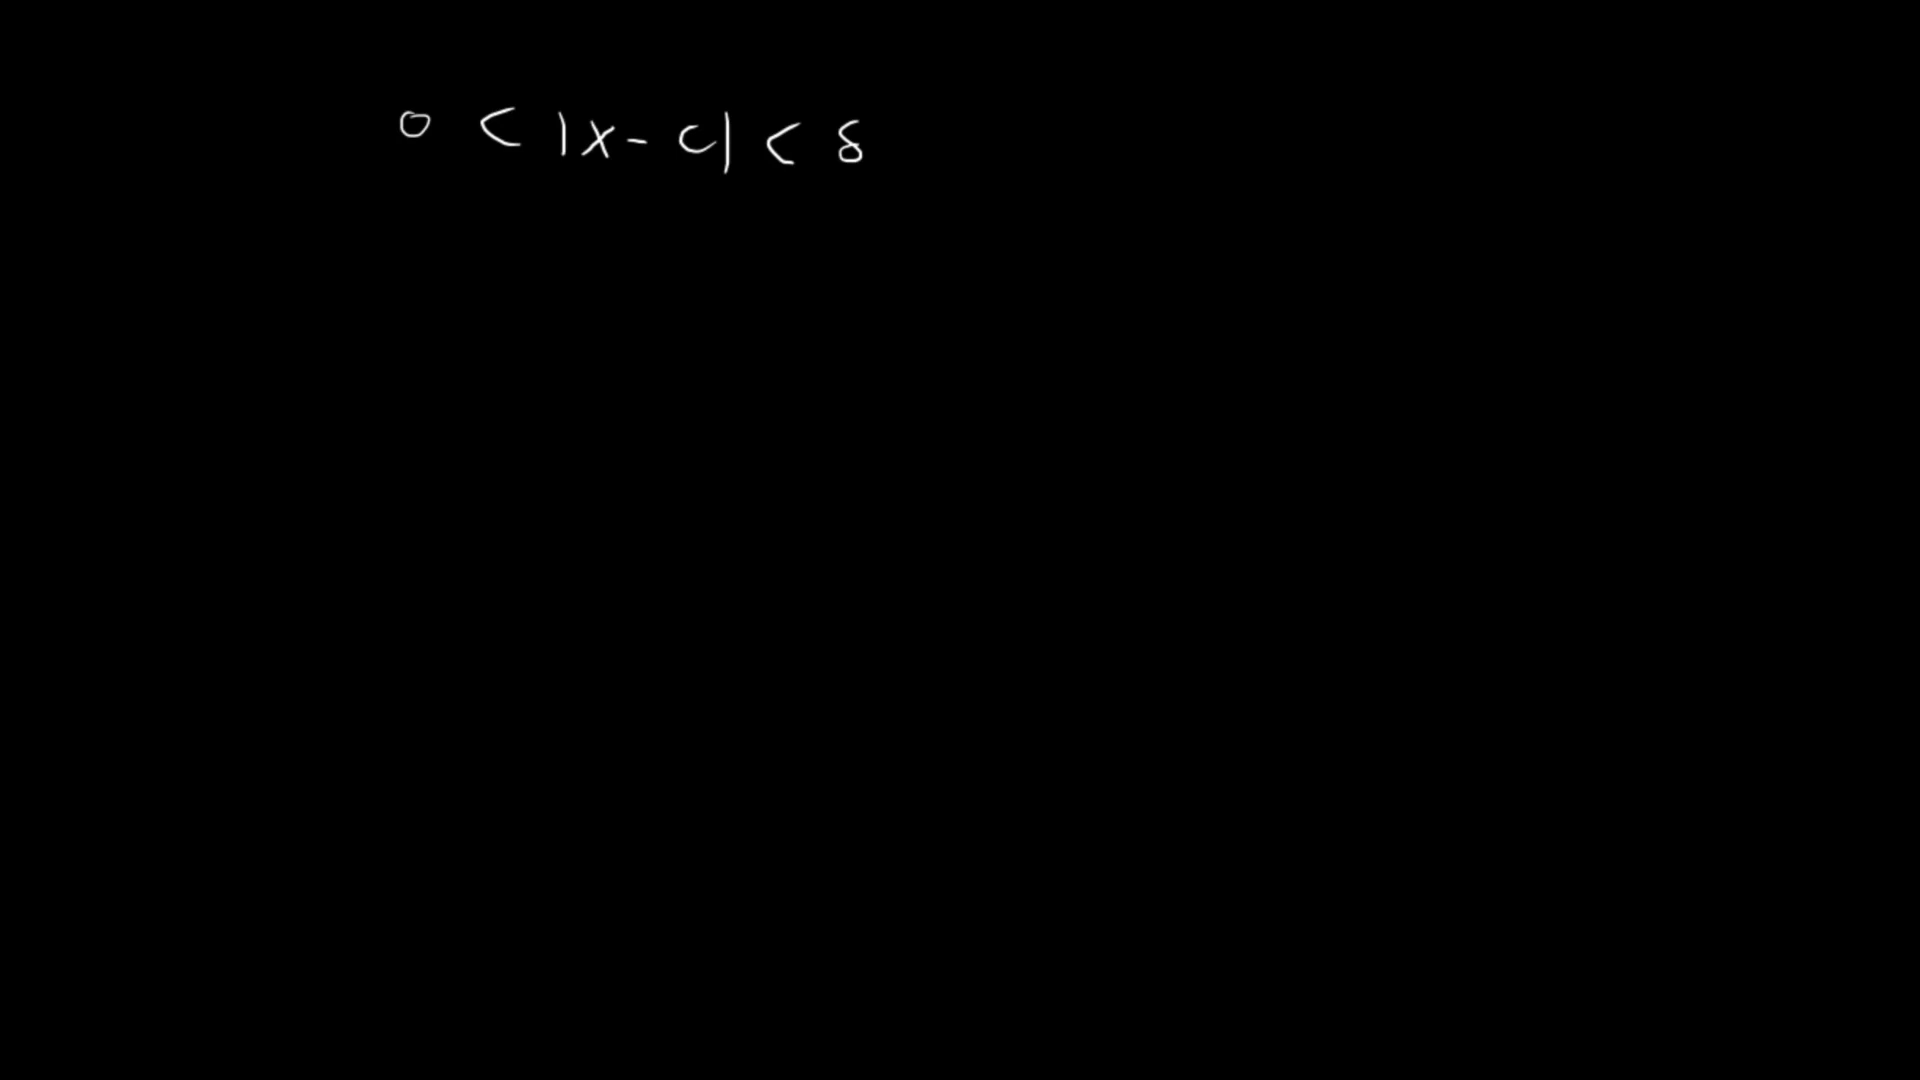 0 < |x - c| < δ